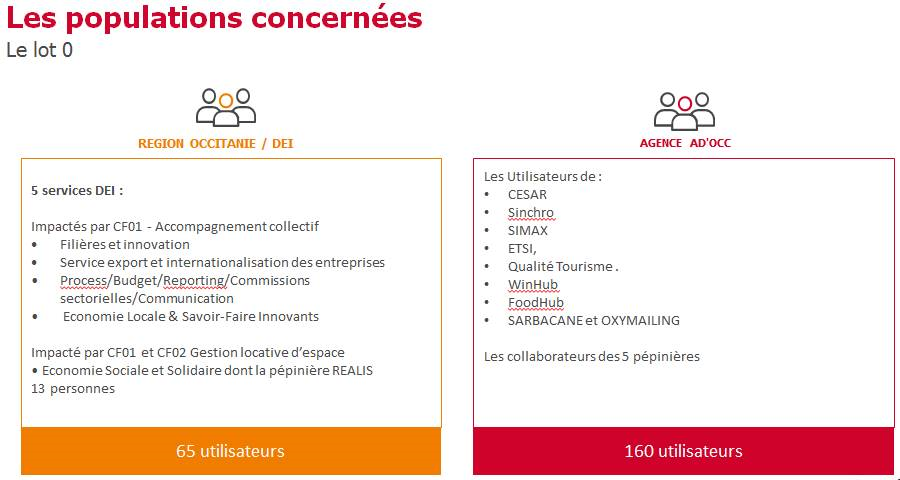 Les populations concernées
Le lot 0
REGION OCCITANIE / DEI
5 services DEI :
Impactés par CF01 - Accompagnement collectif
• Filières et innovation
• Service export et internationalisation des entreprises
• Process/Budget/Reporting/Commissions
sectorielles/Communication
• Economie Locale & Savoir-Faire Innovants
Impacté par CF01 et CF02 Gestion locative d'espace
• Economie Sociale et Solidaire dont la pépinière REALIS
13 personnes
65 utilisateurs
AGENCE AD'OCC
Les Utilisateurs de :
• CESAR
• Sinchro
• SIMAX
• ETSI,
• Qualité Tourisme .
• WinHub
• FoodHub
• SARBACANE et OXYMAILING
Les collaborateurs des 5 pépinières
160 utilisateurs